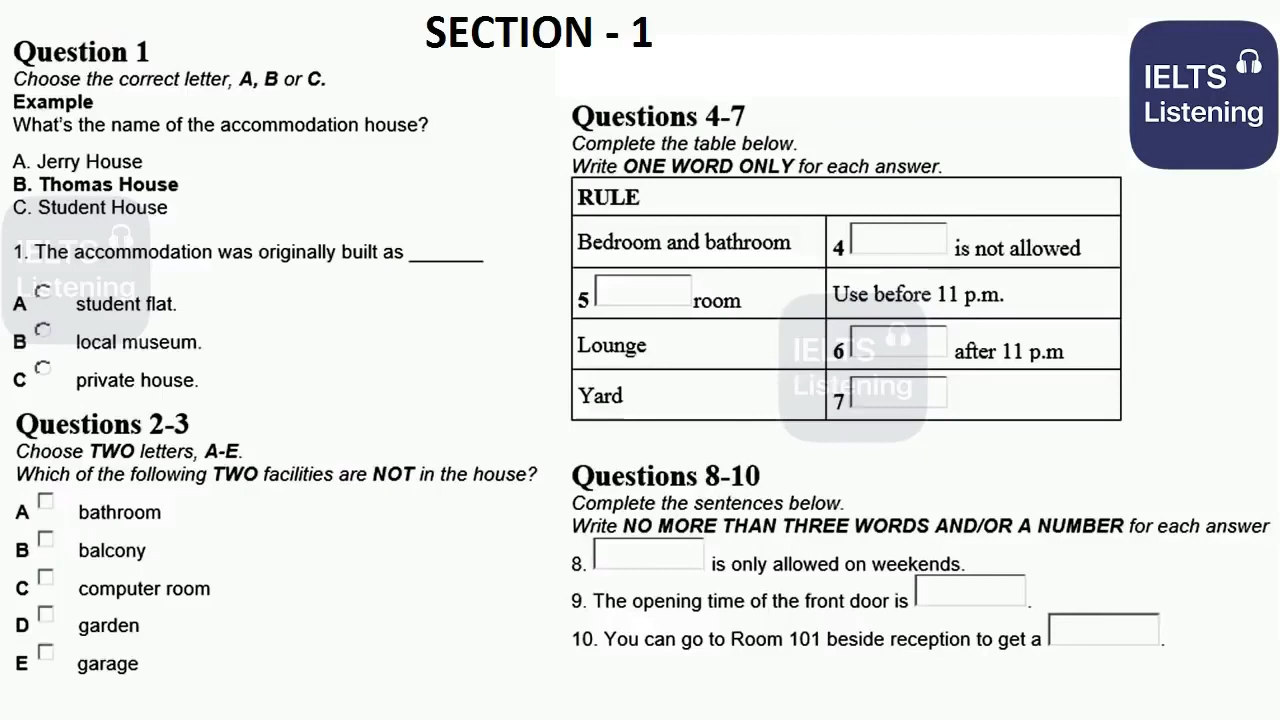 SECTION - 1
IELTS
Listening
Question 1
Choose the correct letter, A, B or C.
Example
What's the name of the accommodation house?
A. Jerry House
B. Thomas House
C. Student House
1. The accommodation was originally built as _______
A student flat.
B local museum.
C private house.
Questions 2-3
Choose TWO letters, A-E.
Which of the following TWO facilities are NOT in the house?
A bathroom
B balcony
C computer room
D garden
E garage
Questions 4-7
Complete the table below.
Write ONE WORD ONLY for each answer.
RULE
Bedroom and bathroom 4 is not allowed
5 room Use before 11 p.m.
Lounge 6 after 11 p.m
Yard 7
Questions 8-10
Complete the sentences below.
Write NO MORE THAN THREE WORDS AND/OR A NUMBER for each answer
8. is only allowed on weekends.
9. The opening time of the front door is .
10. You can go to Room 101 beside reception to get a .
IELTS
Listening
IELTS
Listening